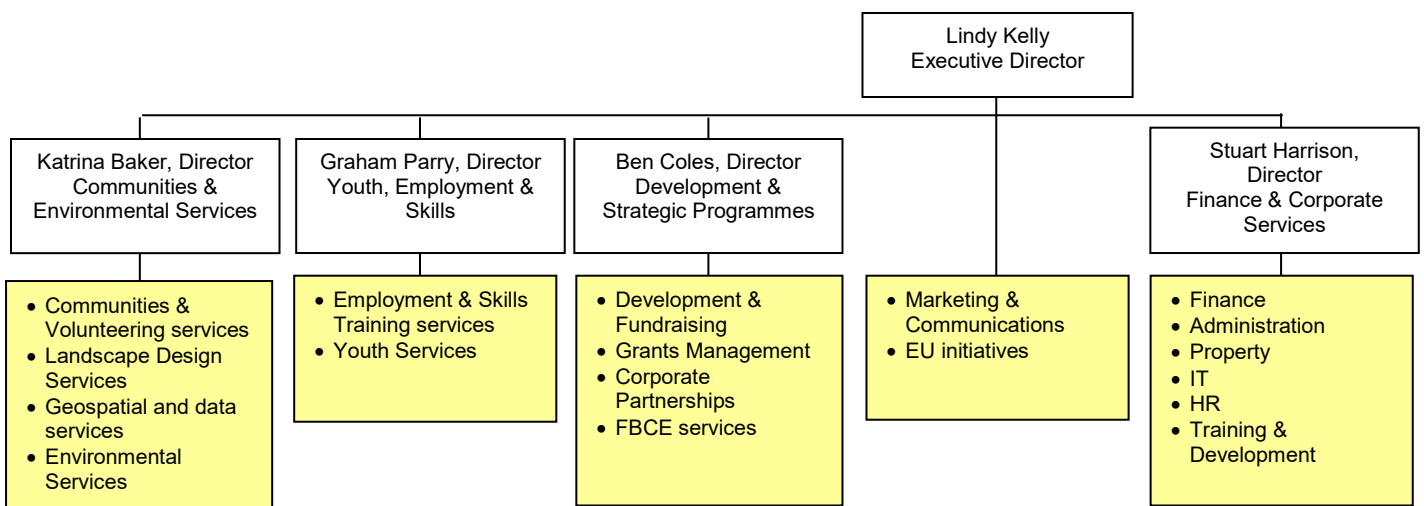 Lindy Kelly
Executive Director
Katrina Baker, Director
Communities &
Environmental Services
Graham Parry, Director
Youth, Employment &
Skills
Ben Coles, Director
Development &
Strategic Programmes
Stuart Harrison,
Director
Finance & Corporate
Services
• Communities &
Volunteering services
• Landscape Design
Services
• Geospatial and data
services
• Environmental
Services
• Employment & Skills
Training services
• Youth Services
• Development &
Fundraising
• Grants Management
• Corporate
Partnerships
• FBCE services
• Marketing &
Communications
• EU initiatives
• Finance
• Administration
• Property
• IT
• HR
• Training &
Development